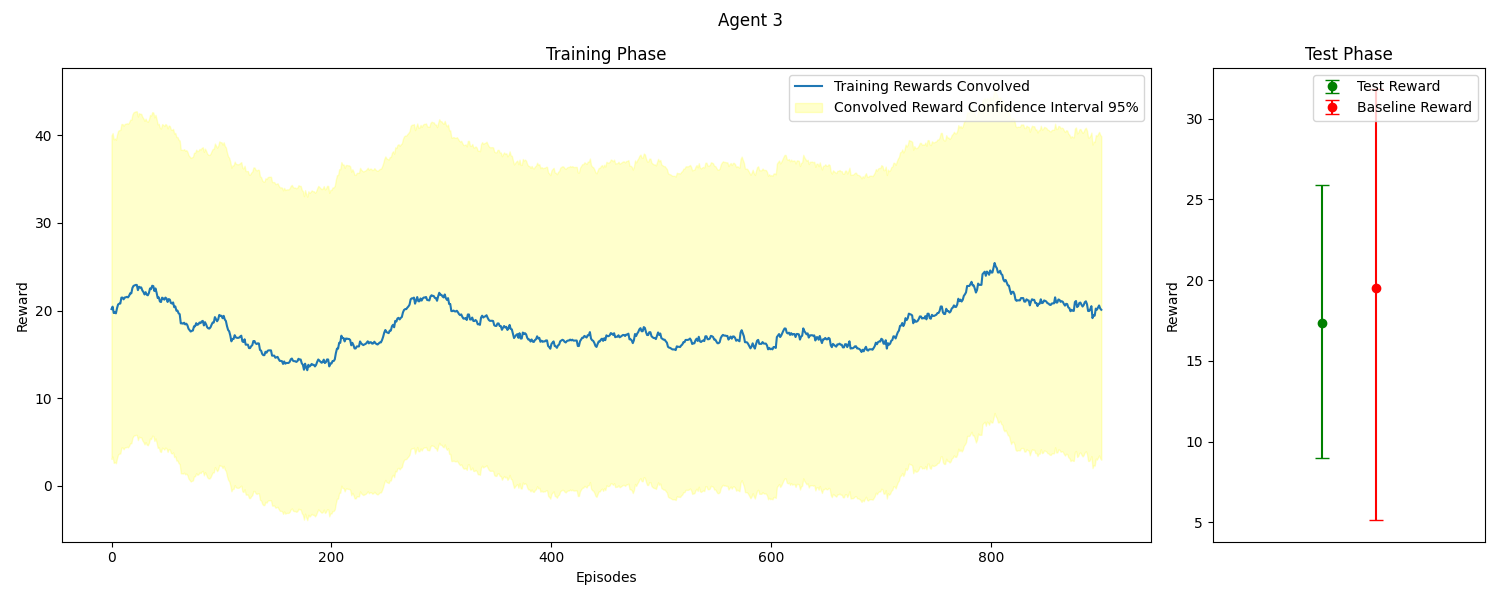 Agent 3
Training Phase
Training Rewards Convolved
Convolved Reward Confidence Interval 95%
Reward
40
30
20
10
0
0 200 400 600 800
Episodes
Test Phase
Test Reward
Baseline Reward
Reward
30
25
20
15
10
5